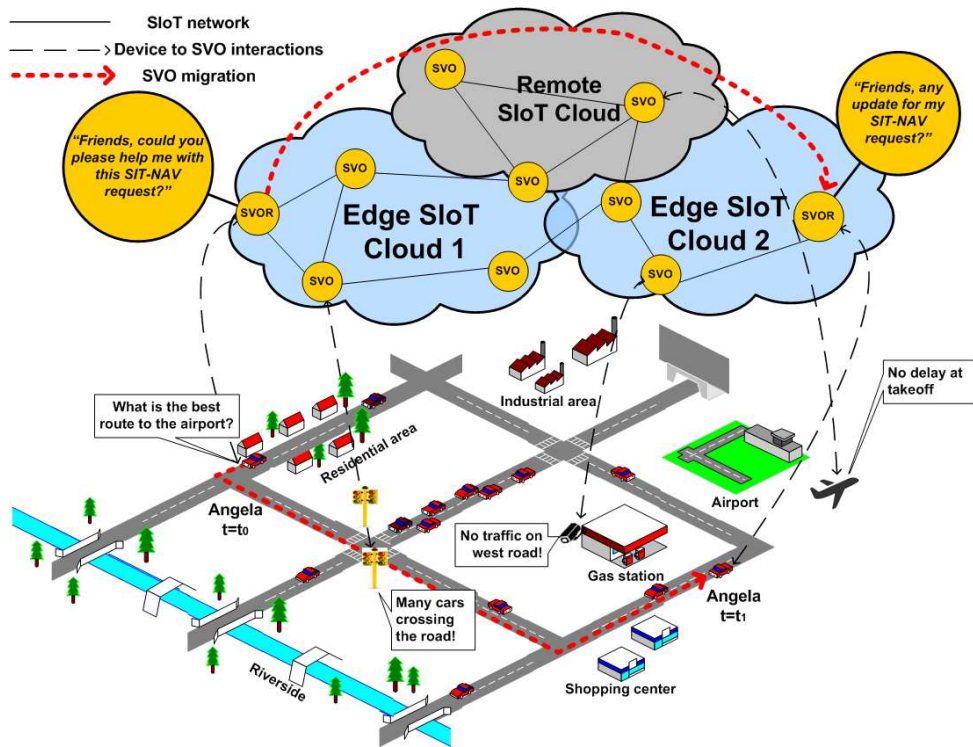 SIoT network
Device to SVO interactions
SVO migration
"Friends, could you
please help me with
this SIT-NAV
request?"
"Friends, any
update for my
SIT-NAV
request?"
Remote
SIoT Cloud
SVO
SVO
SVO
Edge SIoT
Cloud 1
SVOR
SVO
SVO
SVO
Edge SIoT
Cloud 2
SVO
SVO
SVOR
What is the best
route to the airport?
Residential area
Industrial area
No delay at
takeoff
Airport
Angela
t=t0
No traffic on
west road!
Gas station
Many cars
crossing
the road!
Angela
t=t1
Shopping center
Riverside